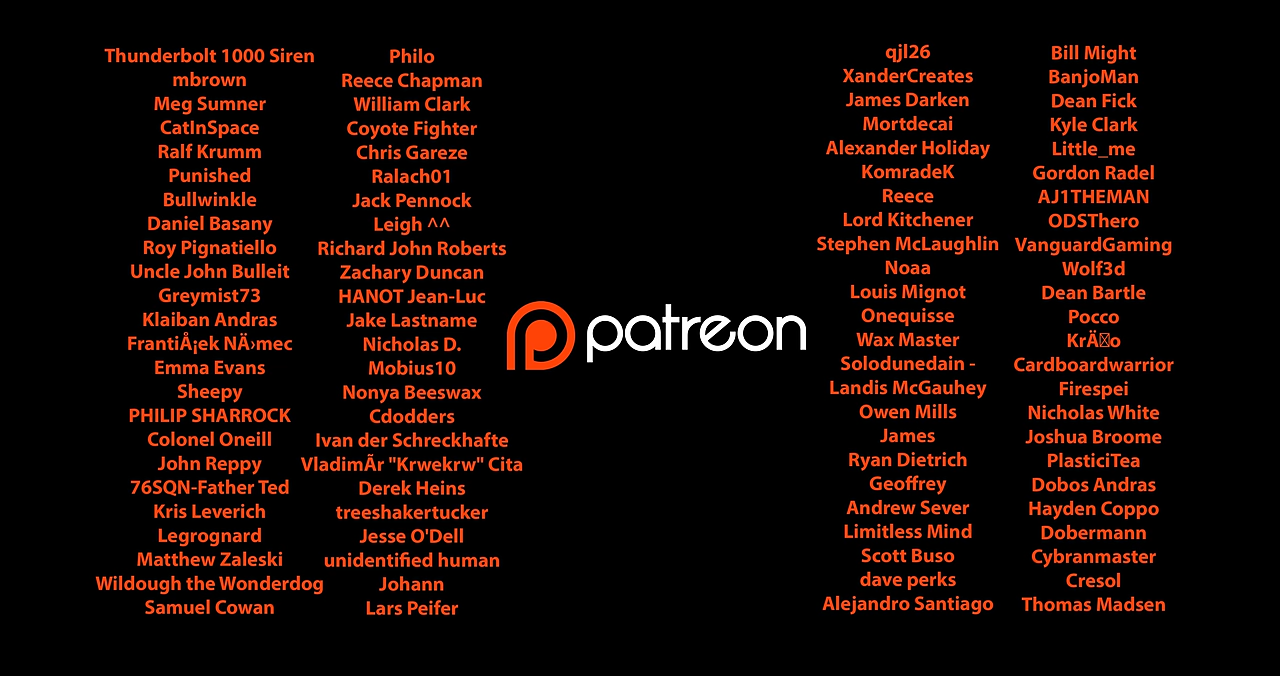 Thunderbolt 1000 Siren
mbrown
Meg Sumner
CatInSpace
Ralf Krumm
Punished
Bullwinkle
Daniel Basany
Roy Pignatiello
Uncle John Bulleit
Greymist73
Klaiban Andras
FrantiÅ¡ek NÄ›mec
Emma Evans
Sheepy
PHILIP SHARROCK
Colonel Oneill
John Reppy
76SQN-Father Ted
Kris Leverich
Legrognard
Matthew Zaleski
Wildough the Wonderdog
Samuel Cowan
Philo
Reece Chapman
William Clark
Coyote Fighter
Chris Gareze
Ralach01
Jack Pennock
Leigh ^^
Richard John Roberts
Zachary Duncan
HANOT Jean-Luc
Jake Lastname
Nicholas D.
Mobius10
Nonya Beeswax
Cdodders
Ivan der Schreckhafte
VladimÃr "Krwekrw" Cita
Derek Heins
treeshakertucker
Jesse O'Dell
unidentified human
Johann
Lars Peifer
patreon
qjl26
XanderCreates
James Darken
Mortdecai
Alexander Holiday
KomradeK
Reece
Lord Kitchener
Stephen McLaughlin
Noaa
Louis Mignot
Onequisse
Wax Master
Solodunedain -
Landis McGauhey
Owen Mills
James
Ryan Dietrich
Geoffrey
Andrew Sever
Limitless Mind
Scott Buso
dave perks
Alejandro Santiago
Bill Might
BanjoMan
Dean Fick
Kyle Clark
Little_me
Gordon Radel
AJ1THEMAN
ODSThero
VanguardGaming
Wolf3d
Dean Bartle
Pocco
Cardboardwarrior
Firespei
Nicholas White
Joshua Broome
PlasticiTea
Dobos Andras
Hayden Coppo
Dobermann
Cybranmaster
Cresol
Thomas Madsen